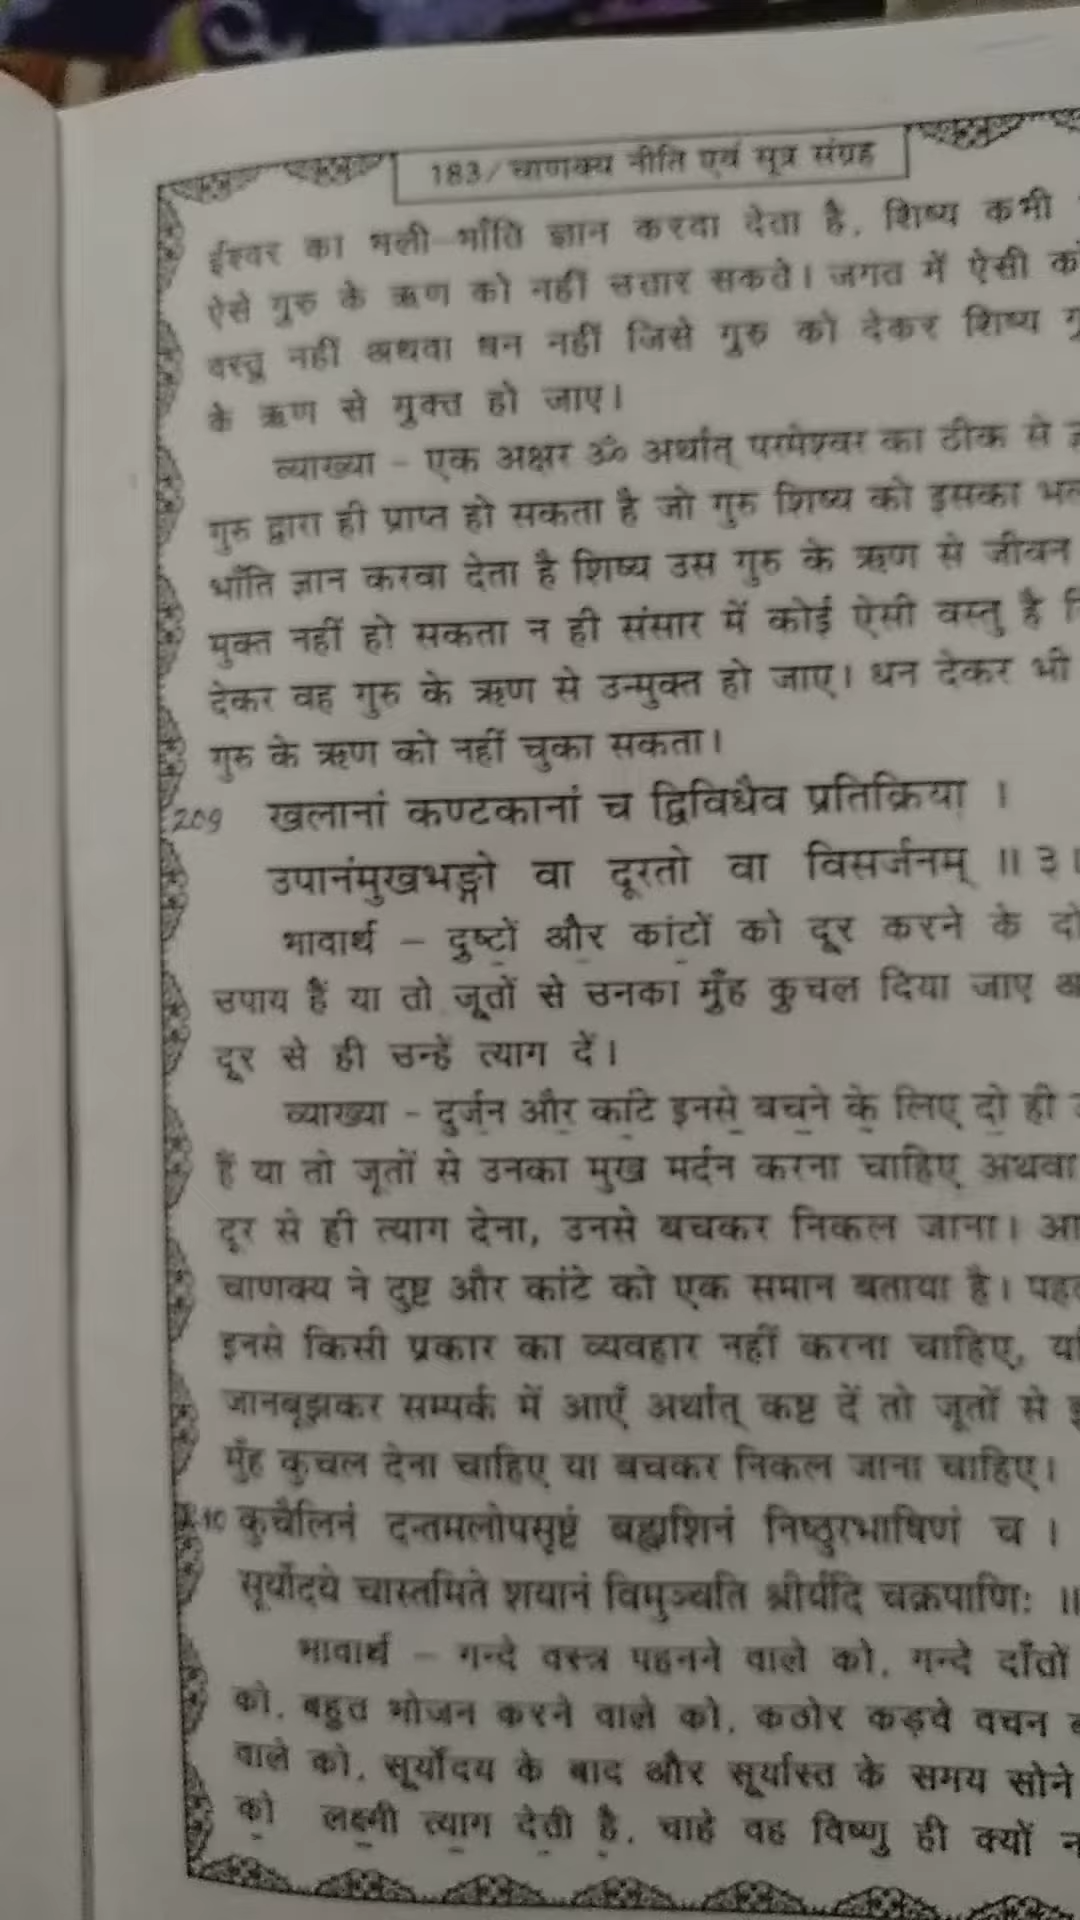 183/चाणक्य नीति एवं सूत्र संग्रह
ईश्वर का भली-भाँति ज्ञान करवा देता है, शिष्य कभी
ऐसे गुरु के ऋण को नहीं उतार सकते। जगत में ऐसी
वस्तु नहीं अथवा धन नहीं जिसे गुरु को देकर शिष्य
के ऋण से मुक्त हो जाए।
व्याख्या - एक अक्षर ॐ अर्थात् परमेश्वर का ठीक से
गुरु द्वारा ही प्राप्त हो सकता है जो गुरु शिष्य को इसका
भाँति ज्ञान करवा देता है शिष्य उस गुरु के ऋण से जीवन
मुक्त नहीं हो सकता न ही संसार में कोई ऐसी वस्तु है
देकर वह गुरु के ऋण से उन्मुक्त हो जाए। धन देकर भी
गुरु के ऋण को नहीं चुका सकता।
209 खलानां कण्टकानां च द्विविधैव प्रतिक्रिया ।
उपानंमुखभङ्गो वा दूरतो वा विसर्जनम् ॥ ३
भावार्थ - दुष्टों और कांटों को दूर करने के दो
उपाय हैं या तो जूतों से उनका मुँह कुचल दिया जाए
दूर से ही उन्हें त्याग दें।
व्याख्या - दुर्जन और कांटे इनसे बचने के लिए दो ही
हैं या तो जूतों से उनका मुख मर्दन करना चाहिए अथवा
दूर से ही त्याग देना, उनसे बचकर निकल जाना।
चाणक्य ने दुष्ट और कांटे को एक समान बताया है।
इनसे किसी प्रकार का व्यवहार नहीं करना चाहिए,
जानबूझकर सम्पर्क में आएँ अर्थात् कष्ट दें तो जूतों से
मुँह कुचल देना चाहिए या बचकर निकल जाना चाहिए।
कुचैलिनं दन्तमलोपसृष्टं बह्वाशिनं निष्ठुरभाषिणं च ।
सूर्योदये चास्तमिते शयानं विमुञ्चति श्रीर्यदि चक्रपाणिः ॥
भावार्थ - गन्दे वस्त्र पहनने वाले को, गन्दे दाँतों
को, बहुत भोजन करने वाले को, कठोर कड़वे वचन
वाले को, सूर्योदय के बाद और सूर्यास्त के समय सोने
को लक्ष्मी त्याग देती है, चाहे वह विष्णु ही क्यों न